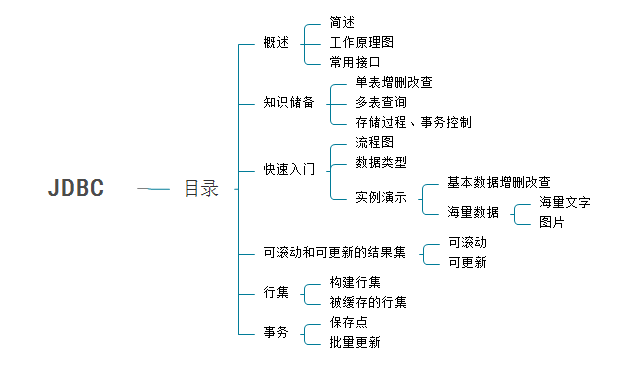 JDBC
目录
概述
简述
工作原理图
常用接口
知识储备
单表增删改查
多表查询
存储过程、事务控制
快速入门
流程图
数据类型
实例演示
基本数据增删改查
海量数据
海量文字
图片
可滚动和可更新的结果集
可滚动
可更新
行集
构建行集
被缓存的行集
事务
保存点
批量更新